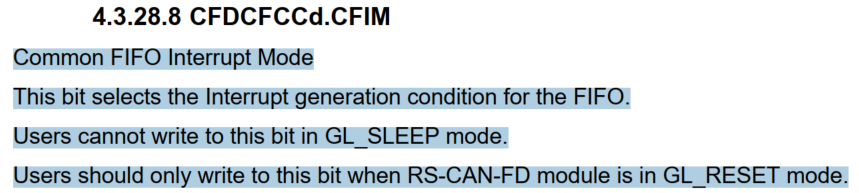 4.3.28.8 CFDCFCCd.CFIM
Common FIFO Interrupt Mode
This bit selects the Interrupt generation condition for the FIFO.
Users cannot write to this bit in GL_SLEEP mode.
Users should only write to this bit when RS-CAN-FD module is in GL_RESET mode.